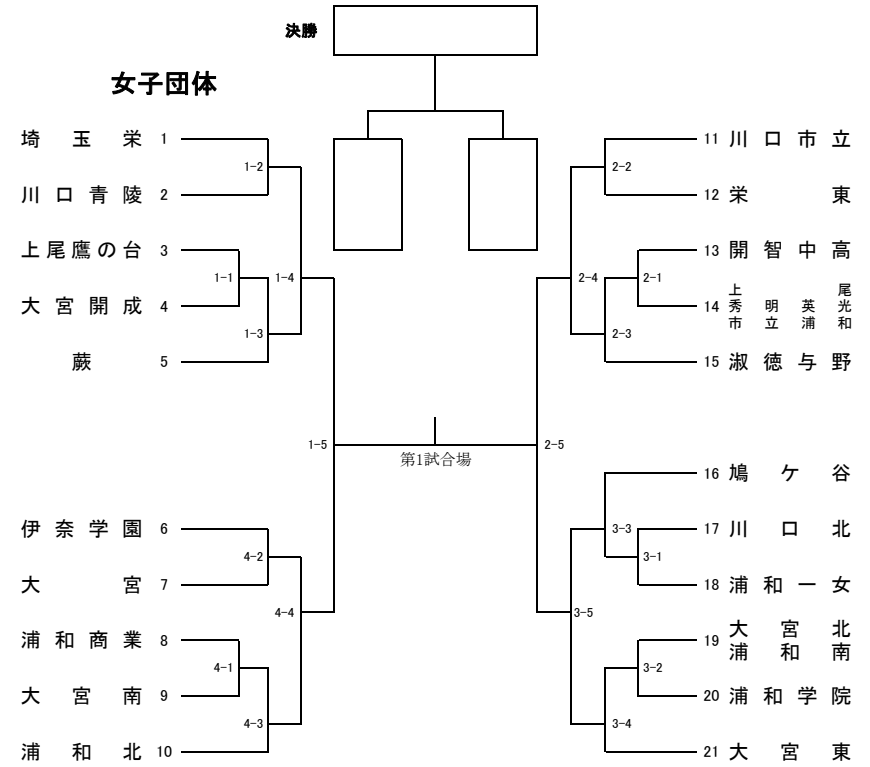 決勝
女子団体
埼玉栄 1
1-2
川口青陵 2
上尾鷹の台 3
1-1
1-4
大宮開成 4
1-3
蕨 5
1-5
伊奈学園 6
4-2
大宮 7
4-4
浦和商業 8
4-1
大宮南 9
4-3
浦和北 10
第1試合場
11 川口市立
2-2
12 栄東
13 開智中高
2-4
2-1
上尾
14 秀明英光
市立浦和
2-3
15 淑徳与野
2-5
16 鳩ケ谷
3-3
17 川口北
3-1
18 浦和一女
3-5
19 大宮北
浦和南
3-2
20 浦和学院
3-4
21 大宮東